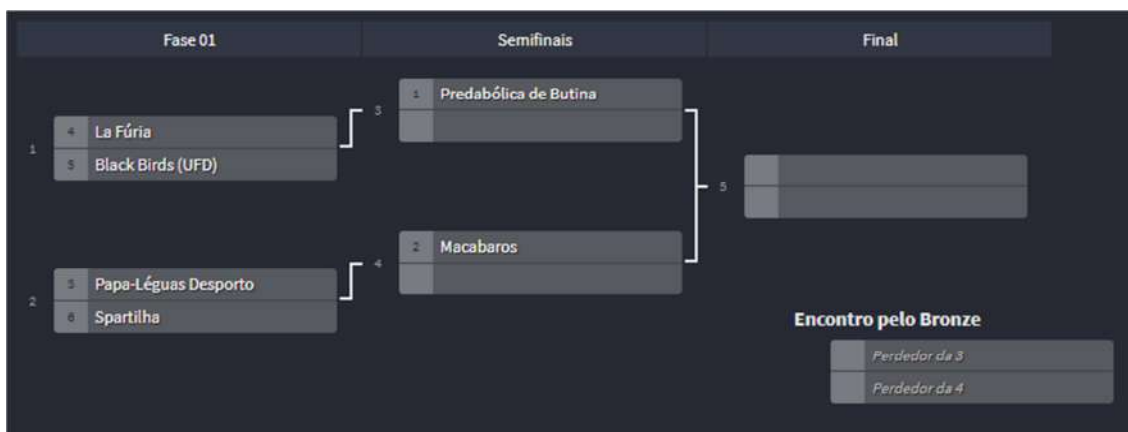 Fase 01 Semifinais Final
1 Predabólica de Butina
3
4 La Fúria
1
5 Black Birds (UFD)
5
2 Macabaros
4
3 Papa-Léguas Desporto
2
6 Spartilha
Encontro pelo Bronze
Perdedor da 3
Perdedor da 4